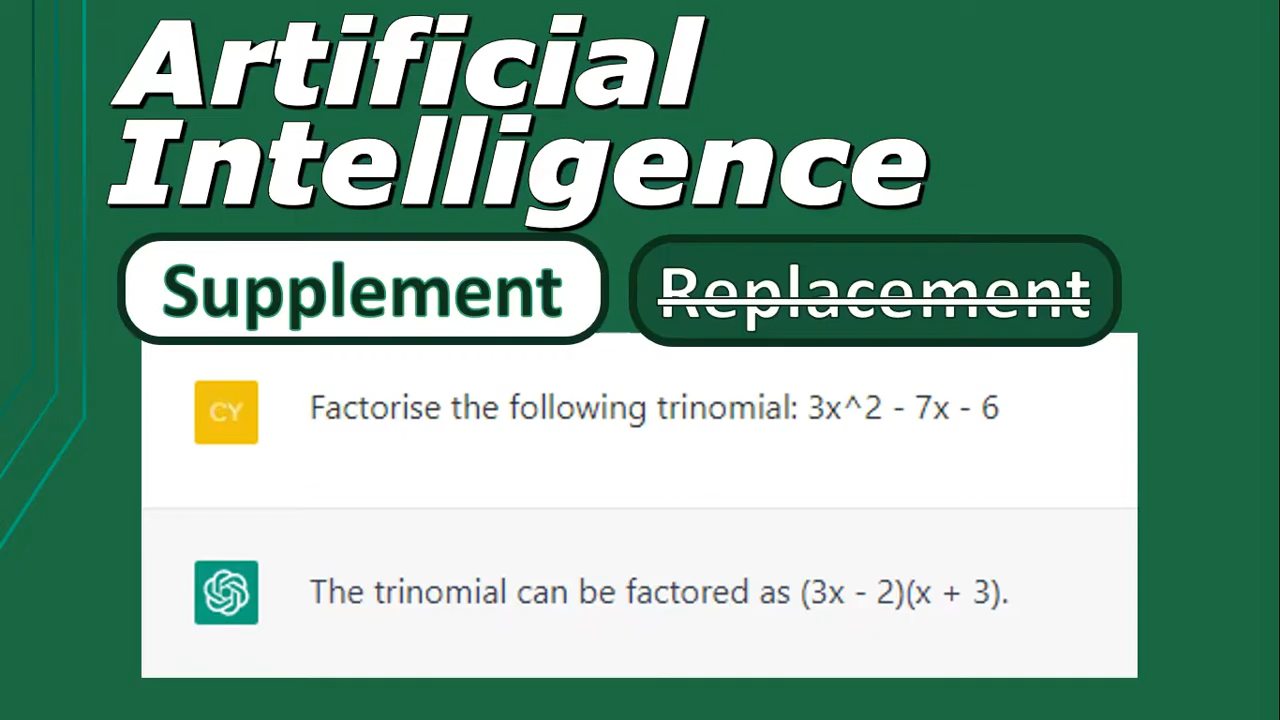 Artificial
Intelligence
Supplement Replacement
CY Factorise the following trinomial: 3x^2 - 7x - 6
The trinomial can be factored as (3x - 2)(x + 3).